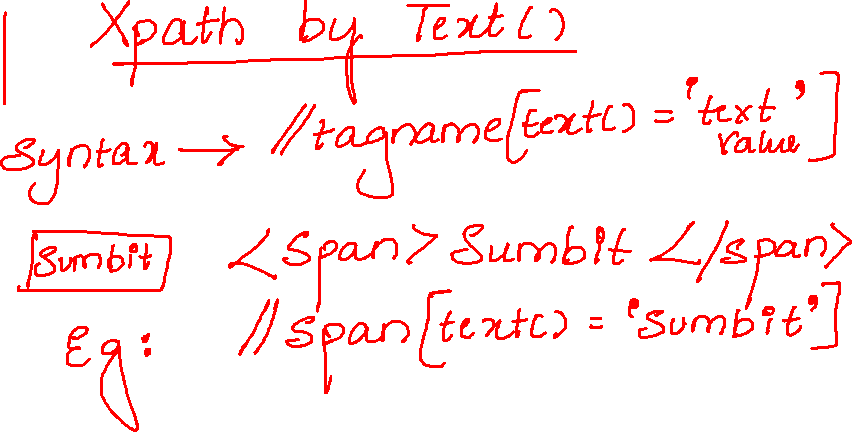 Xpath by Text()
Syntax → //tagname[text() = 'text value']
Sumbit <span> Sumbit </span>
Eg: //span[text() = 'Sumbit']